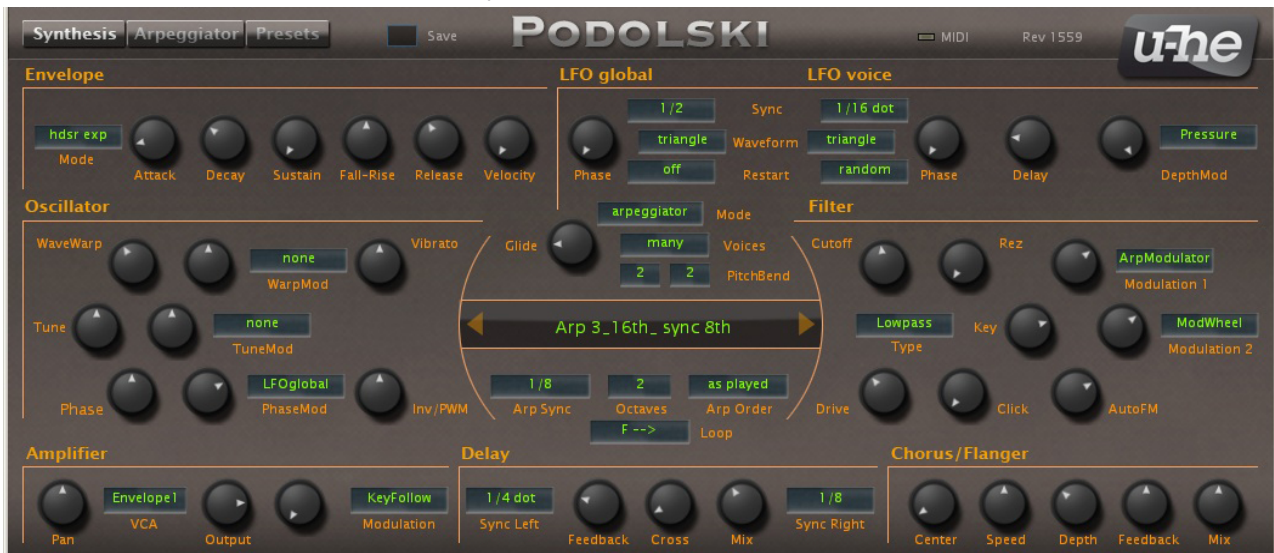 Synthesis Arpeggiator Presets Save PODOLSKI MIDI Rev 1559 u-he
Envelope LFO global LFO voice
1/2 Sync 1/16 dot
hdsr exp triangle Waveform triangle Pressure
Mode Attack Decay Sustain Fall-Rise Release Velocity Phase off Restart random Phase Delay DepthMod
Oscillator arpeggiator Mode Filter
WaveWarp Vibrato Glide many Voices Cutoff Rez
none ArpModulator
WarpMod 2 2 PitchBend Modulation 1
Tune none Arp 3_16th_ sync 8th Lowpass Key ModWheel
TuneMod Type Modulation 2
LFOglobal 1/8 2 as played
Phase PhaseMod Inv/PWM Arp Sync Octaves Arp Order Drive Click AutoFM
F --> Loop
Amplifier Delay Chorus/Flanger
Envelope1 KeyFollow 1/4 dot 1/8
VCA Modulation Sync Left Sync Right
Pan Output Feedback Cross Mix Center Speed Depth Feedback Mix